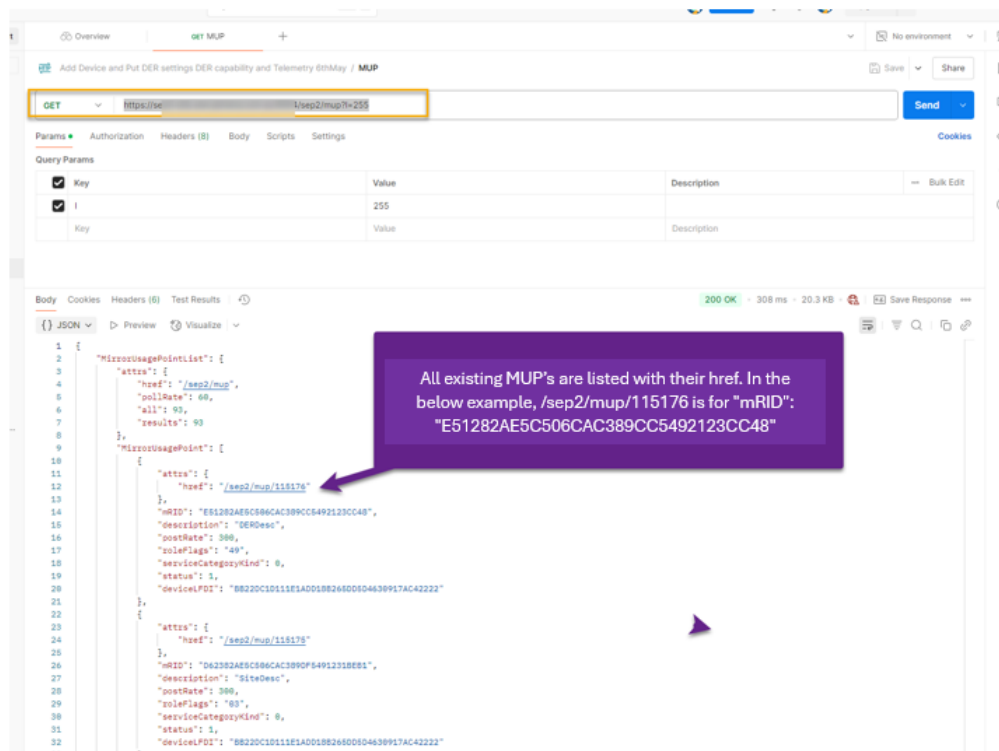 Overview
GET MUP
+
No environment
Add Device and Put DER settings DER capability and Telemetry 6thMay / MUP
Save
Share
GET
https://se
/sep2/mup?l=255
Send
Params
Authorization
Headers (8)
Body
Scripts
Settings
Cookies
Query Params
Key
Value
Description
Bulk Edit
l
255
Key
Value
Description
Body
Cookies
Headers (6)
Test Results
200 OK
308 ms
20.3 KB
Save Response
{} JSON
Preview
Visualize
All existing MUP's are listed with their href. In the
below example, /sep2/mup/115176 is for "mRID":
"E51282AE5C506CAC389CC5492123CC48"
1 {
2 "MirrorUsagePointList": {
3 "attrs": {
4 "href": "/sep2/mup",
5 "pollRate": 60,
6 "all": 93,
7 "results": 93
8 },
9 "MirrorUsagePoint": [
10 {
11 "attrs": {
12 "href": "/sep2/mup/115176"
13 },
14 "mRID": "E51282AE5C506CAC389CC5492123CC48",
15 "description": "DERDesc",
16 "postRate": 300,
17 "roleFlags": "49",
18 "serviceCategoryKind": 0,
19 "status": 1,
20 "deviceLFDI":
21 },
22 {
23 "attrs": {
24 "href": "/sep2/mup/115175"
25 },
26 "mRID":
27 "description": "SiteDesc",
28 "postRate": 300,
29 "roleFlags": "03",
30 "serviceCategoryKind": 0,
31 "status": 1,
32 "deviceLFDI":